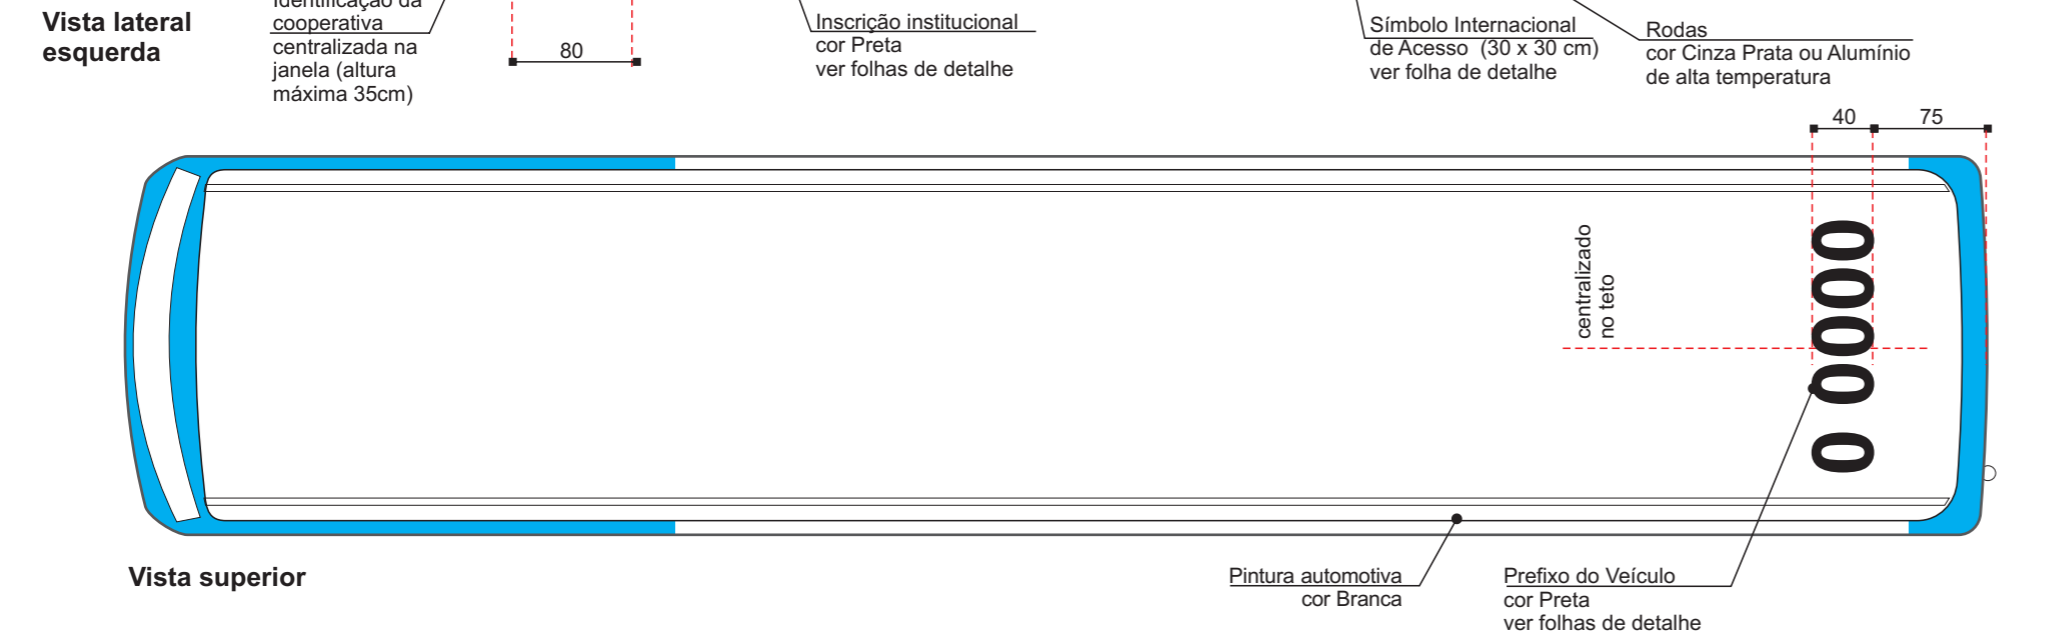 Vista lateral
esquerda
Identificação da
cooperativa
centralizada na
janela (altura
máxima 35cm)
80
Inscrição institucional
cor Preta
ver folhas de detalhe
Símbolo Internacional
de Acesso (30 x 30 cm)
ver folha de detalhe
Rodas
cor Cinza Prata ou Alumínio
de alta temperatura
40
75
centralizado
no teto
0 0000
Vista superior
Pintura automotiva
cor Branca
Prefixo do Veículo
cor Preta
ver folhas de detalhe